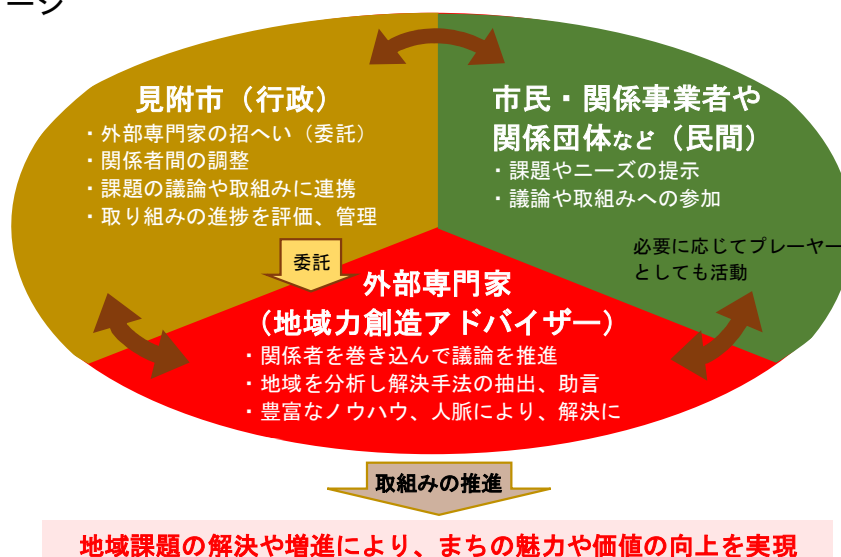 ージ
見附市（行政）
・外部専門家の招へい（委託）
・関係者間の調整
・課題の議論や取組みに連携
・取り組みの進捗を評価、管理
市民・関係事業者や
関係団体など（民間）
・課題やニーズの提示
・議論や取組みへの参加
必要に応じてプレーヤー
としても活動
委託
外部専門家
（地域力創造アドバイザー）
・関係者を巻き込んで議論を推進
・地域を分析し解決手法の抽出、助言
・豊富なノウハウ、人脈により、解決に
取組みの推進
地域課題の解決や増進により、まちの魅力や価値の向上を実現